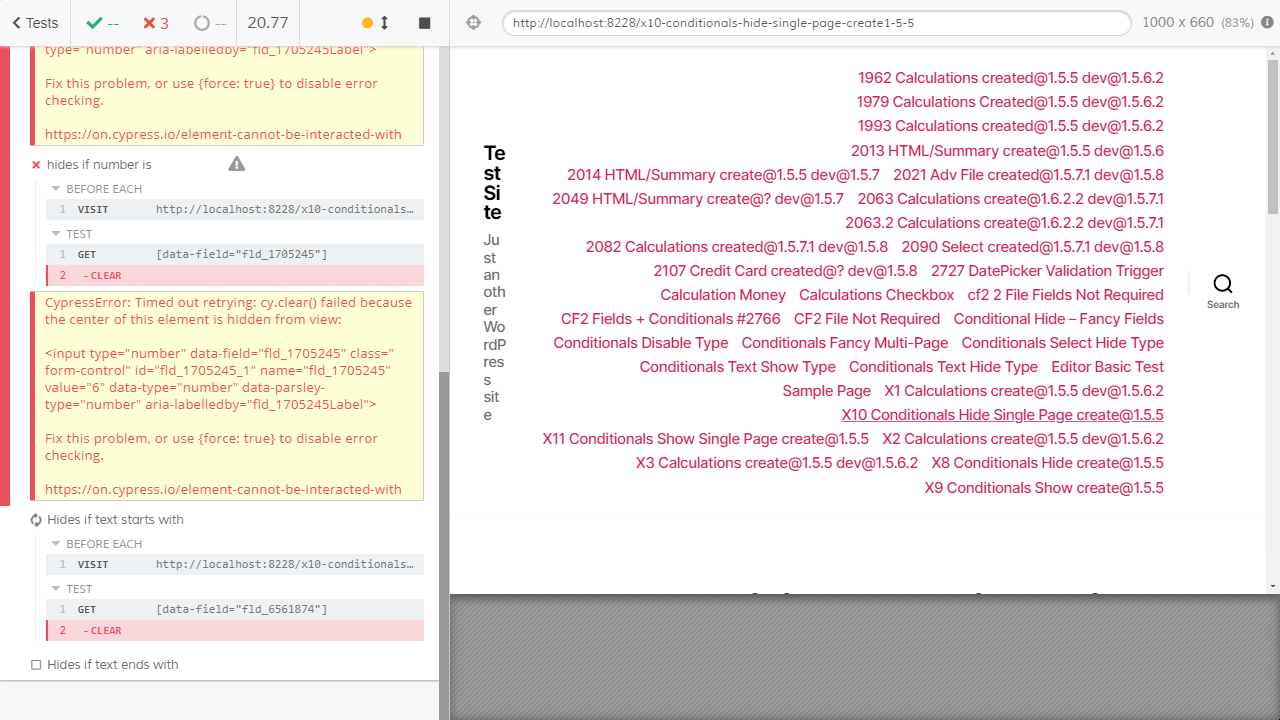 Tests
--
3
--
20.77
http://localhost:8228/x10-conditionals-hide-single-page-create1-5-5
1000 x 660 (83%)
type="number" aria-labelledby="fld_1705245Label">
Fix this problem, or use {force: true} to disable error
checking.
https://on.cypress.io/element-cannot-be-interacted-with
hides if number is
BEFORE EACH
1 VISIT http://localhost:8228/x10-conditionals…
TEST
1 GET [data-field="fld_1705245"]
2 -CLEAR
CypressError: Timed out retrying: cy.clear() failed because
the center of this element is hidden from view:
<input type="number" data-field="fld_1705245" class="
form-control" id="fld_1705245_1" name="fld_1705245"
value="6" data-type="number" data-parsley-
type="number" aria-labelledby="fld_1705245Label">
Fix this problem, or use {force: true} to disable error
checking.
https://on.cypress.io/element-cannot-be-interacted-with
Hides if text starts with
BEFORE EACH
1 VISIT http://localhost:8228/x10-conditionals…
TEST
1 GET [data-field="fld_6561874"]
2 -CLEAR
Hides if text ends with
Te
st
Si
te
Ju
st
an
oth
er
Wo
rdP
res
s
sit
e
1962 Calculations created@1.5.5 dev@1.5.6.2
1979 Calculations Created@1.5.5 dev@1.5.6.2
1993 Calculations created@1.5.5 dev@1.5.6.2
2013 HTML/Summary create@1.5.5 dev@1.5.6
2014 HTML/Summary create@1.5.5 dev@1.5.7 2021 Adv File created@1.5.7.1 dev@1.5.8
2049 HTML/Summary create@? dev@1.5.7 2063 Calculations create@1.6.2.2 dev@1.5.7.1
2063.2 Calculations create@1.6.2.2 dev@1.5.7.1
2082 Calculations created@1.5.7.1 dev@1.5.8 2090 Select created@1.5.7.1 dev@1.5.8
2107 Credit Card created@? dev@1.5.8 2727 DatePicker Validation Trigger
Calculation Money Calculations Checkbox cf2 2 File Fields Not Required
CF2 Fields + Conditionals #2766 CF2 File Not Required Conditional Hide – Fancy Fields
Conditionals Disable Type Conditionals Fancy Multi-Page Conditionals Select Hide Type
Conditionals Text Show Type Conditionals Text Hide Type Editor Basic Test
Sample Page X1 Calculations create@1.5.5 dev@1.5.6.2
X10 Conditionals Hide Single Page create@1.5.5
X11 Conditionals Show Single Page create@1.5.5 X2 Calculations create@1.5.5 dev@1.5.6.2
X3 Calculations create@1.5.5 dev@1.5.6.2 X8 Conditionals Hide create@1.5.5
X9 Conditionals Show create@1.5.5
Search